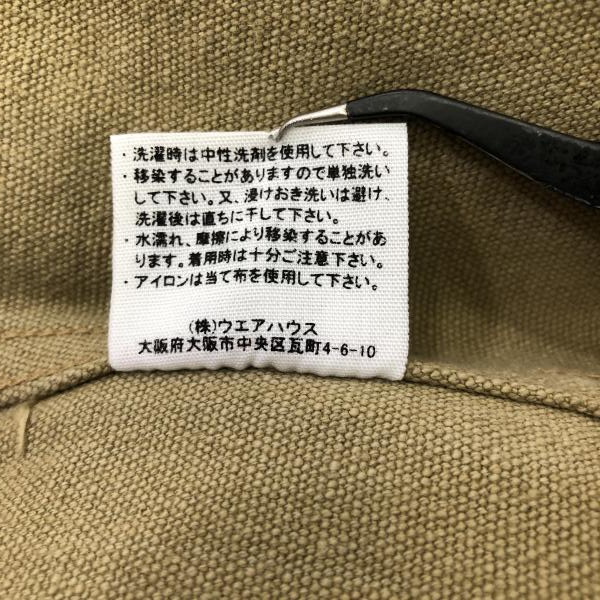 ・洗濯時は中性洗剤を使用して下さい。
・移染することがありますので単独洗い
して下さい。又、浸けおき洗いは避け、
洗濯後は直ちに干して下さい。
・水濡れ、摩擦により移染することがあ
ります。着用時は十分ご注意下さい。
・アイロンは当て布を使用して下さい。
(株)ウエアハウス
大阪府大阪市中央区瓦町4-6-10